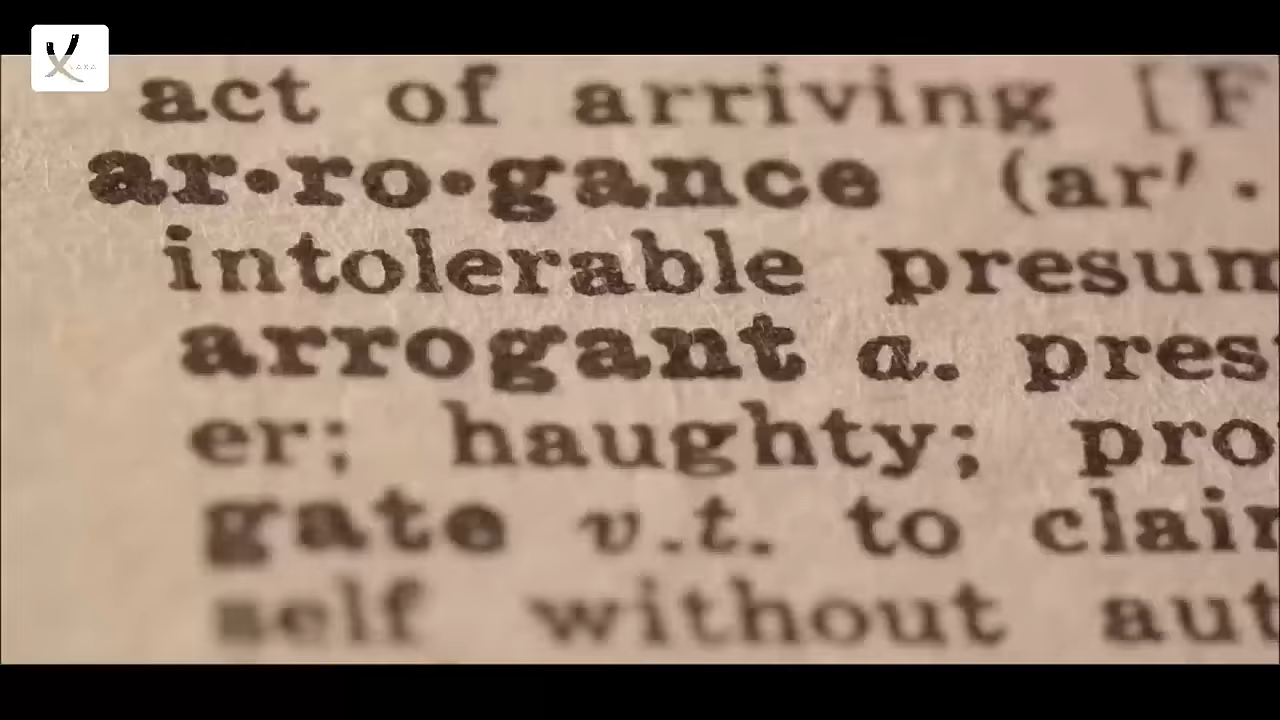 act of arriving [F
ar·ro·gance (ar′·
intolerable presum
arrogant a. pres
er; haughty; pro
gate v.t. to clai
self without aut